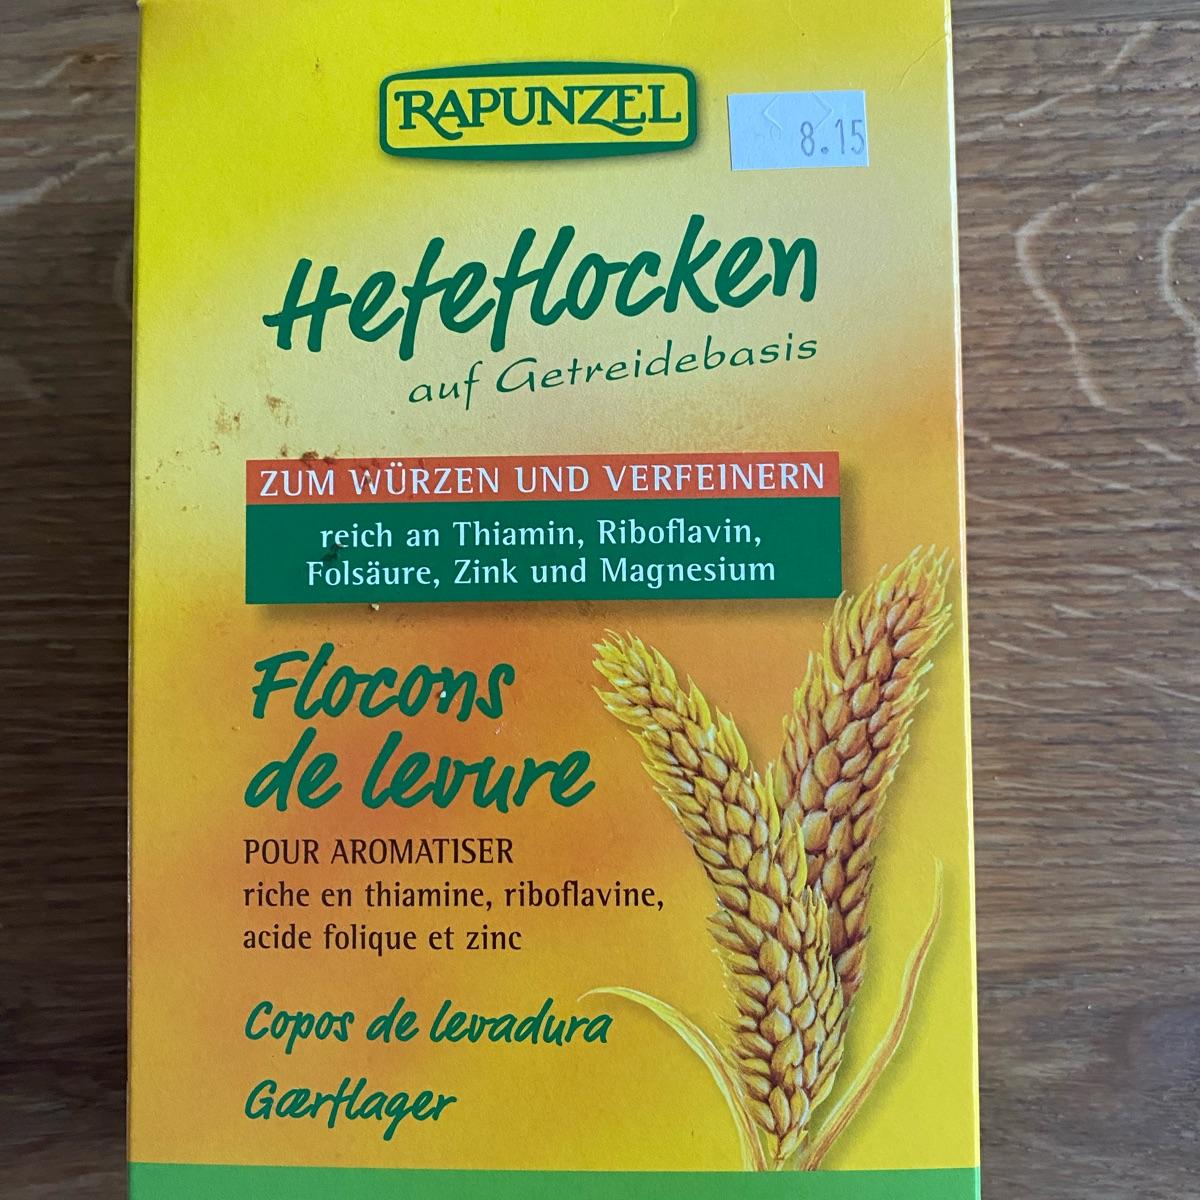 RAPUNZEL
8.15
Hefeflocken
auf Getreidebasis
ZUM WÜRZEN UND VERFEINERN
reich an Thiamin, Riboflavin,
Folsäure, Zink und Magnesium
Flocons
de levure
POUR AROMATISER
riche en thiamine, riboflavine,
acide folique et zinc
Copos de levadura
Gærflager